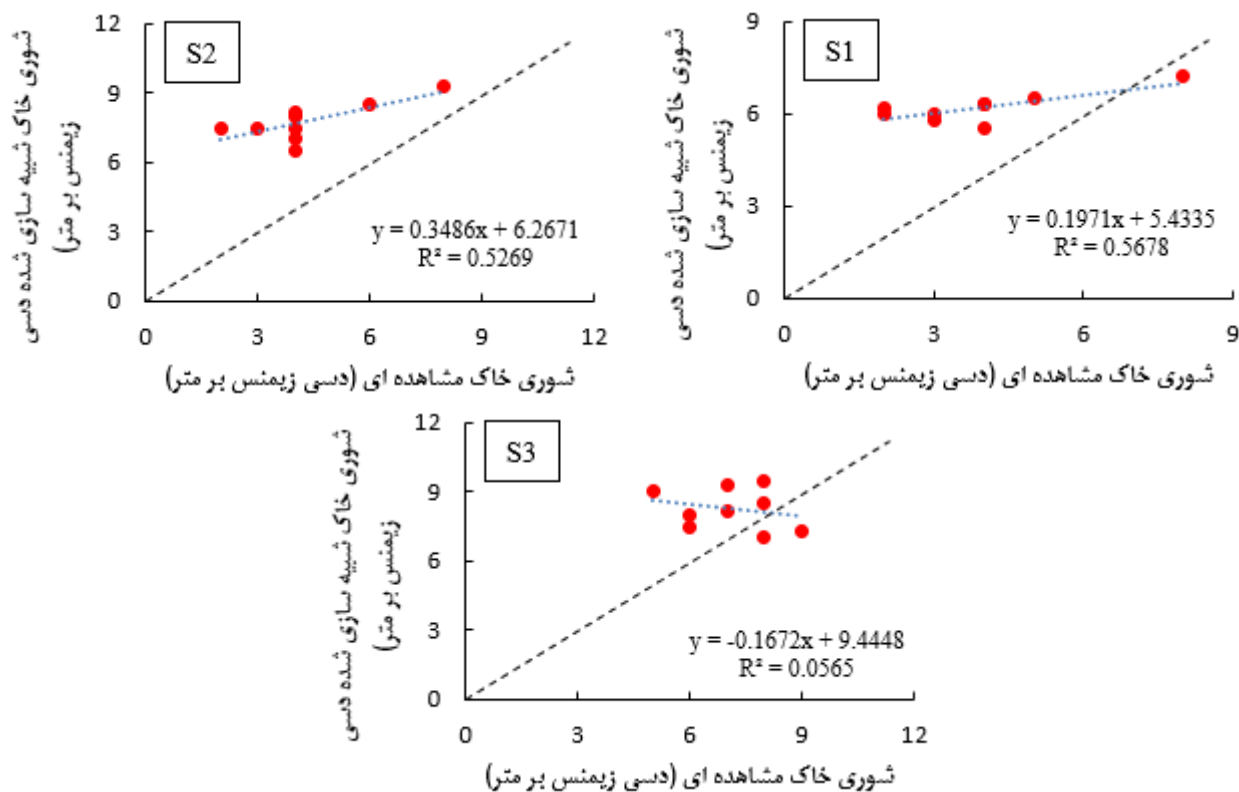 S2
12
9
6
3
0
0
3
6
9
12
y = 0.3486x + 6.2671
R² = 0.5269
شوری خاک شبیه سازی شده دسی
زیمنس بر متر)
شوری خاک مشاهده ای (دسی زیمنس بر متر)
S1
9
6
3
0
0
3
6
9
y = 0.1971x + 5.4335
R² = 0.5678
شوری خاک شبیه سازی شده دسی
زیمنس بر متر)
شوری خاک مشاهده ای (دسی زیمنس بر متر)
S3
12
9
6
3
0
0
3
6
9
12
y = -0.1672x + 9.4448
R² = 0.0565
شوری خاک شبیه سازی شده دسی
زیمنس بر متر)
شوری خاک مشاهده ای (دسی زیمنس بر متر)